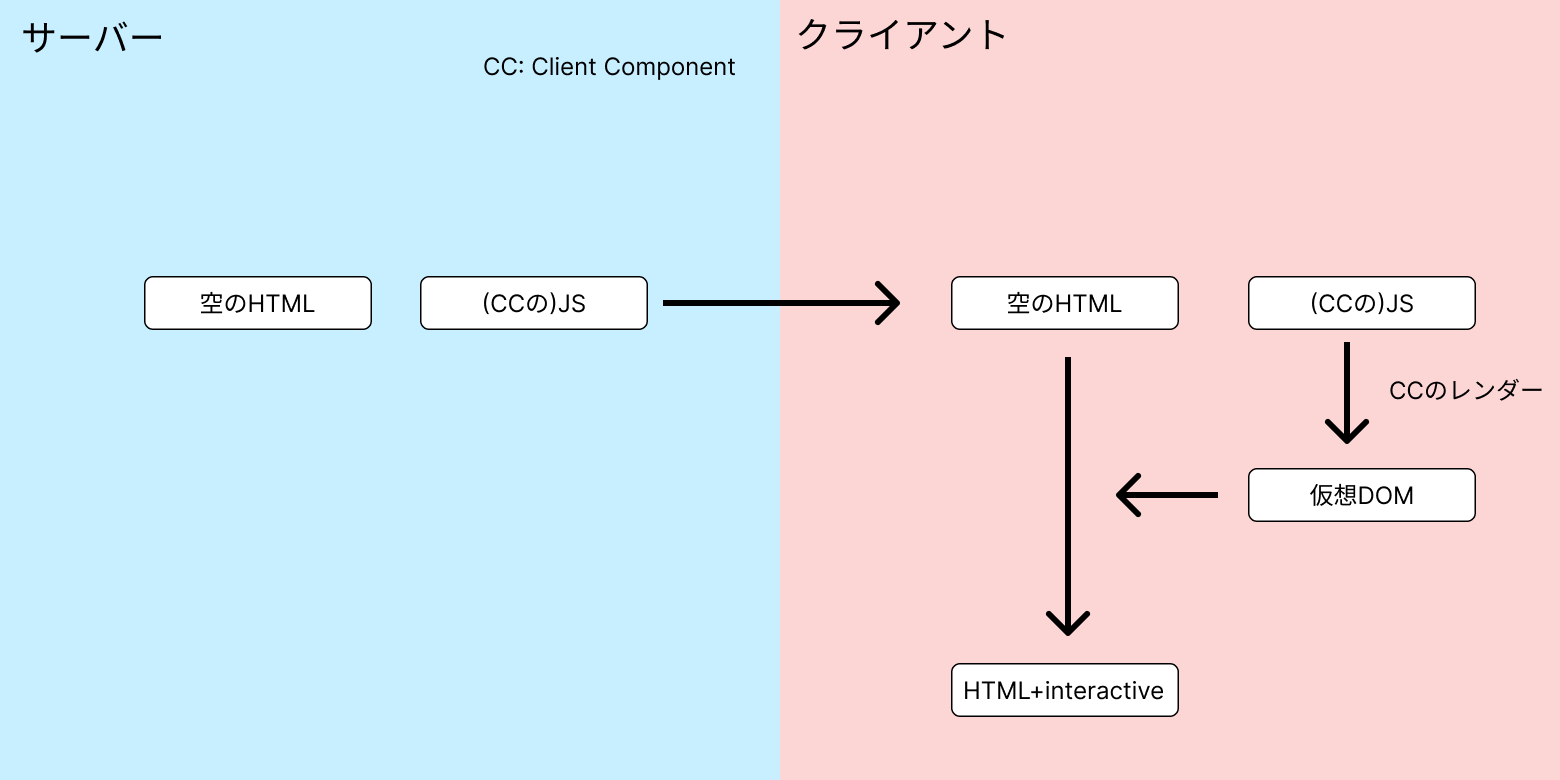 サーバー
CC: Client Component
クライアント
空のHTML
(CCの)JS
空のHTML
(CCの)JS
CCのレンダー
仮想DOM
HTML+interactive